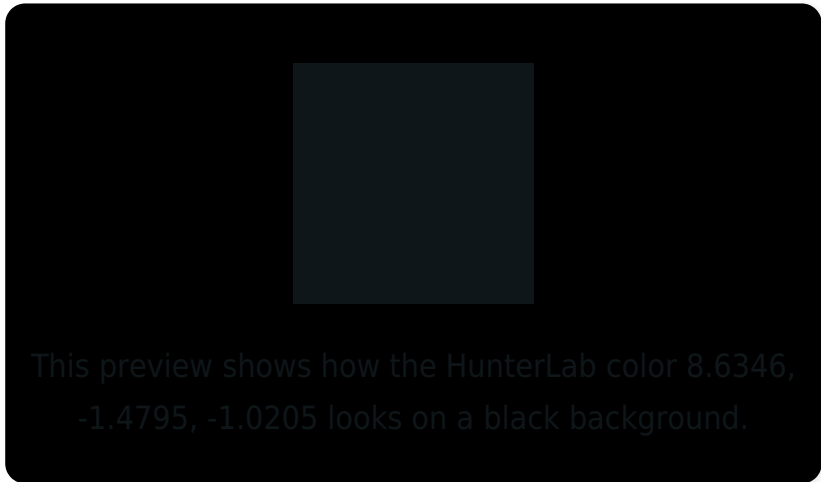 This preview shows how the HunterLab color 8.6346,
-1.4795, -1.0205 looks on a black background.